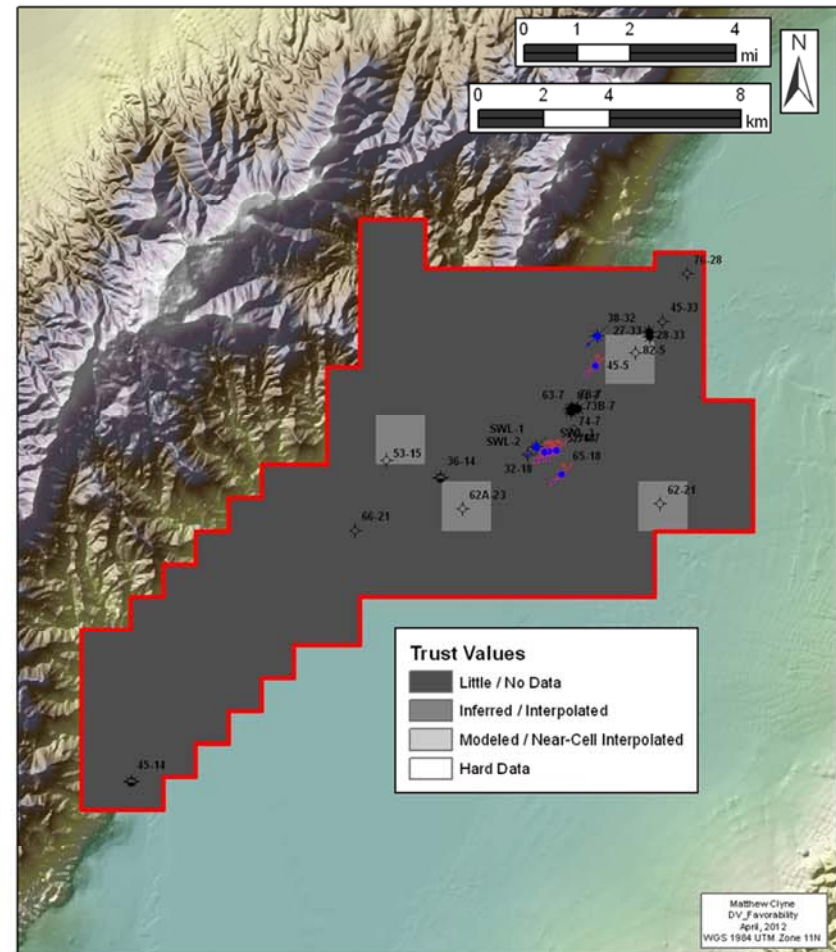 0 1 2 4
mi
0 2 4 8
km
N
76-28
45-33
38-32
27-33
28-33
82-5
45-5
63-7
73B-7
74-7
SWL-1
SWL-2
SWL-3
65-18
32-18
53-15
36-14
62A-23
62-21
66-21
45-14
Trust Values
Little / No Data
Inferred / Interpolated
Modeled / Near-Cell Interpolated
Hard Data
Matthew Clyne
DV_Favorability
April, 2012
WGS 1984 UTM Zone 11N